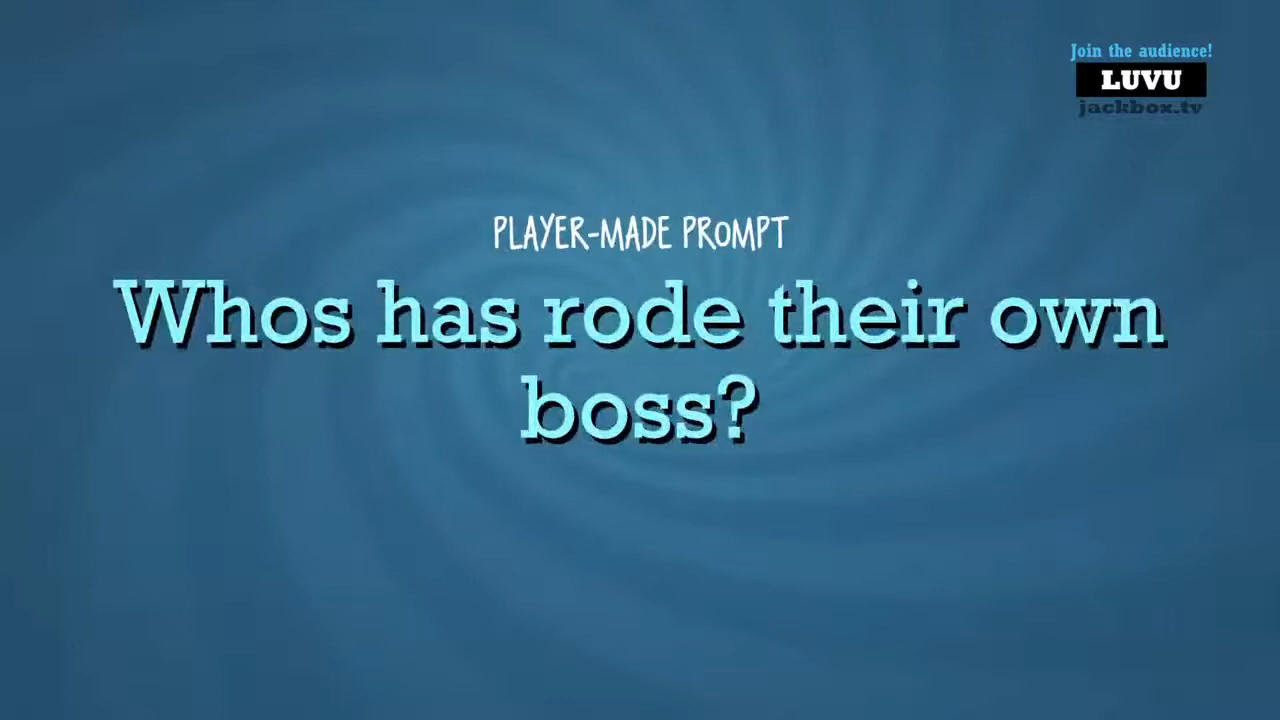 Join the audience!
LUVU
jackbox.tv
PLAYER-MADE PROMPT
Whos has rode their own
boss?